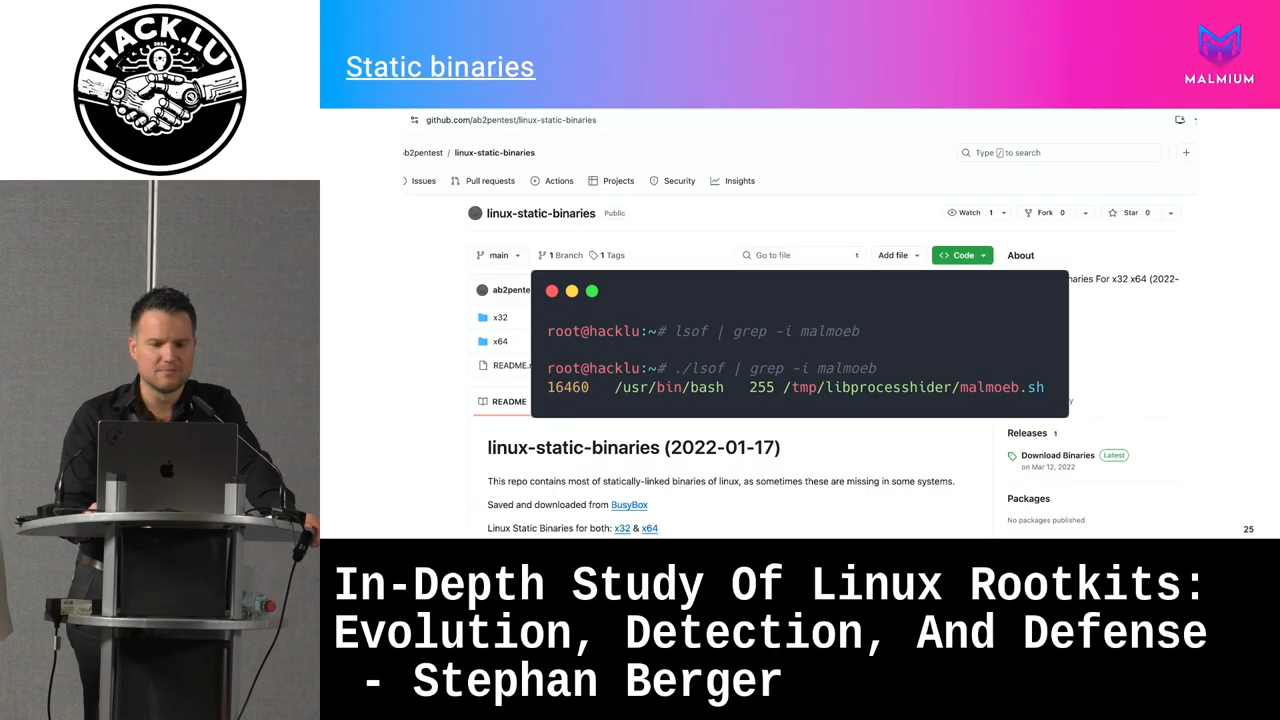 HACK.LU
2024
Static binaries
MALMIUM
github.com/ab2pentest/linux-static-binaries
b2pentest / linux-static-binaries
Type / to search
Issues Pull requests Actions Projects Security Insights
linux-static-binaries Public
Watch 1 Fork 0 Star 0
main 1 Branch 1 Tags Go to file t Add file Code About
ab2pente
naries For x32 x64 (2022-
x32
x64
README.
README
root@hacklu:~# lsof | grep -i malmoeb
root@hacklu:~# ./lsof | grep -i malmoeb
16460 /usr/bin/bash 255 /tmp/libprocesshider/malmoeb.sh
y
Releases 1
linux-static-binaries (2022-01-17)
Download Binaries Latest
on Mar 12, 2022
This repo contains most of statically-linked binaries of linux, as sometimes these are missing in some systems.
Packages
Saved and downloaded from BusyBox
No packages published
Linux Static Binaries for both: x32 & x64
25
In-Depth Study Of Linux Rootkits:
Evolution, Detection, And Defense
- Stephan Berger